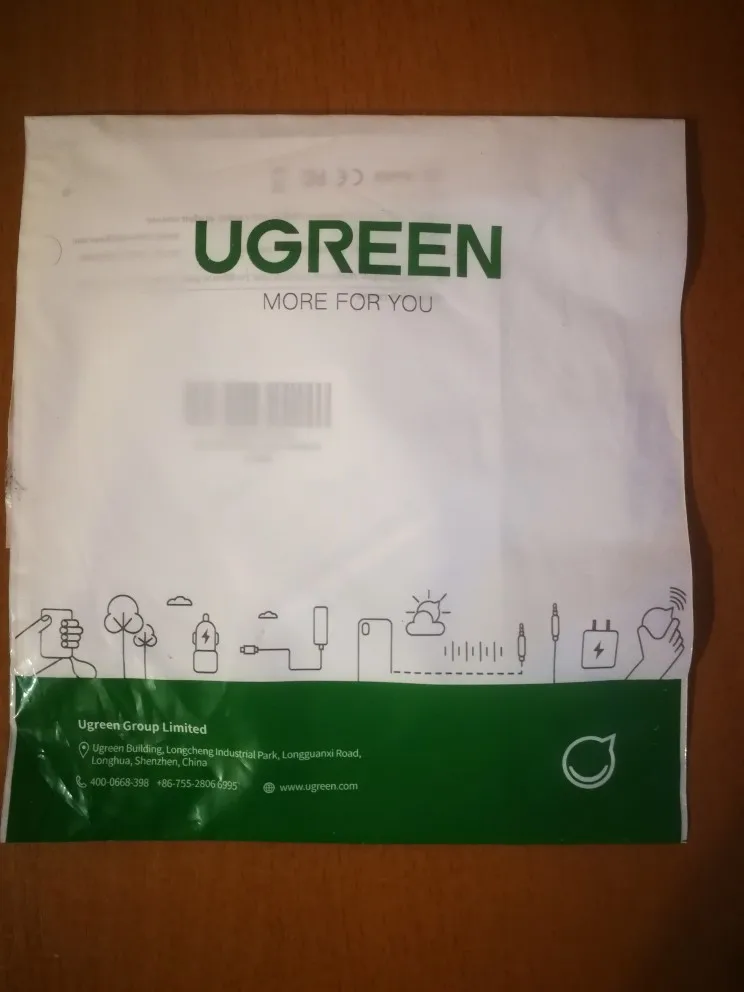 UGREEN
MORE FOR YOU
Ugreen Group Limited
Ugreen Building, Longcheng Industrial Park, Longguanxi Road,
Longhua, Shenzhen, China
400-0668-398 +86-755-2806 6995
www.ugreen.com